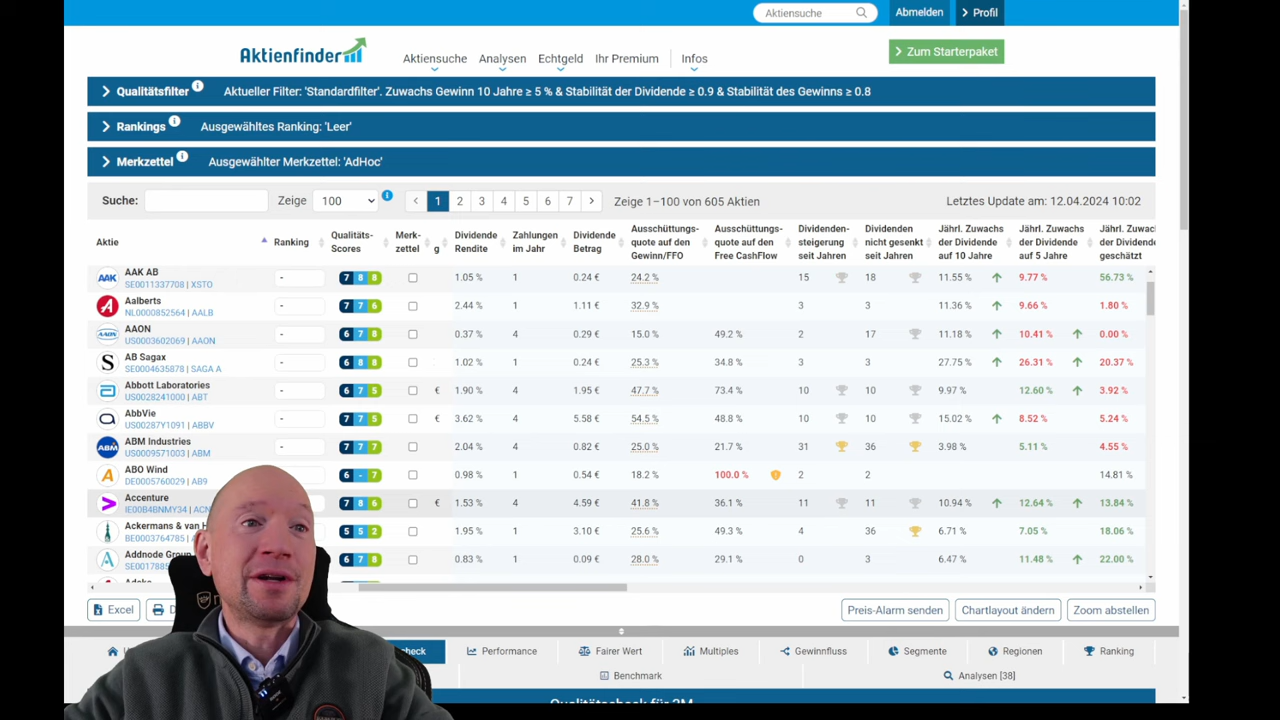 Aktiensuche
Abmelden
Profil
Aktienfinder
Aktiensuche Analysen Echtgeld Ihr Premium Infos
Zum Starterpaket
Qualitätsfilter Aktueller Filter: 'Standardfilter'. Zuwachs Gewinn 10 Jahre ≥ 5 % & Stabilität der Dividende ≥ 0.9 & Stabilität des Gewinns ≥ 0.8
Rankings Ausgewähltes Ranking: 'Leer'
Merkzettel Ausgewählter Merkzettel: 'AdHoc'
Suche: Zeige 100 1 2 3 4 5 6 7 Zeige 1–100 von 605 Aktien Letztes Update am: 12.04.2024 10:02
Ausschüttungs- Ausschüttungs- Dividenden- Dividenden Jährl. Zuwachs Jährl. Zuwachs Jährl. Zuwachs
Aktie Ranking Qualitäts- Merk- Dividende Zahlungen Dividende quote auf den quote auf den steigerung nicht gesenkt der Dividende der Dividende der Dividende
Scores zettel g Rendite im Jahr Betrag Gewinn/FFO Free CashFlow seit Jahren seit Jahren auf 10 Jahre auf 5 Jahre geschätzt
AAK AB - 7 8 8 1.05 % 1 0.24 € 24.2 % 15 18 11.55 % 9.77 % 56.73 %
SE0011337708 | XSTO
Aalberts - 7 7 6 2.44 % 1 1.11 € 32.9 % 3 3 11.36 % 9.66 % 1.80 %
NL0000852564 | AALB
AAON - 6 7 8 0.37 % 4 0.29 € 15.0 % 49.2 % 2 17 11.18 % 10.41 % 0.00 %
US0003602069 | AAON
AB Sagax - 6 8 8 1.02 % 1 0.24 € 25.3 % 34.8 % 3 3 27.75 % 26.31 % 20.37 %
SE0004635878 | SAGA A
Abbott Laboratories - 6 7 5 € 1.90 % 4 1.95 € 47.7 % 73.4 % 10 10 9.97 % 12.60 % 3.92 %
US0028241000 | ABT
AbbVie - 7 7 5 € 3.62 % 4 5.58 € 54.5 % 48.8 % 10 10 15.02 % 8.52 % 5.24 %
US00287Y1091 | ABBV
ABM Industries - 7 7 6 2.04 % 4 0.82 € 25.0 % 21.7 % 31 36 3.98 % 5.11 % 4.55 %
US0009571003 | ABM
ABO Wind 6 - 7 0.98 % 1 0.54 € 18.2 % 100.0 % 2 2 14.81 %
DE0005760029 | AB9
Accenture 7 8 6 € 1.53 % 4 4.59 € 41.8 % 36.1 % 11 11 10.94 % 12.64 % 13.84 %
IE00B4BNMY34 | ACN
Ackermans & van H 5 5 2 1.95 % 1 3.10 € 25.6 % 49.3 % 4 36 6.71 % 7.05 % 18.06 %
BE0003764785 |
Addnode Group 6 7 8 0.83 % 1 0.09 € 28.0 % 29.1 % 0 3 6.47 % 11.48 % 22.00 %
Excel
Preis-Alarm senden Chartlayout ändern Zoom abstellen
check Performance Fairer Wert Multiples Gewinnfluss Segmente Regionen Ranking
Benchmark Analysen [38]
Qualitätscheck für 3M